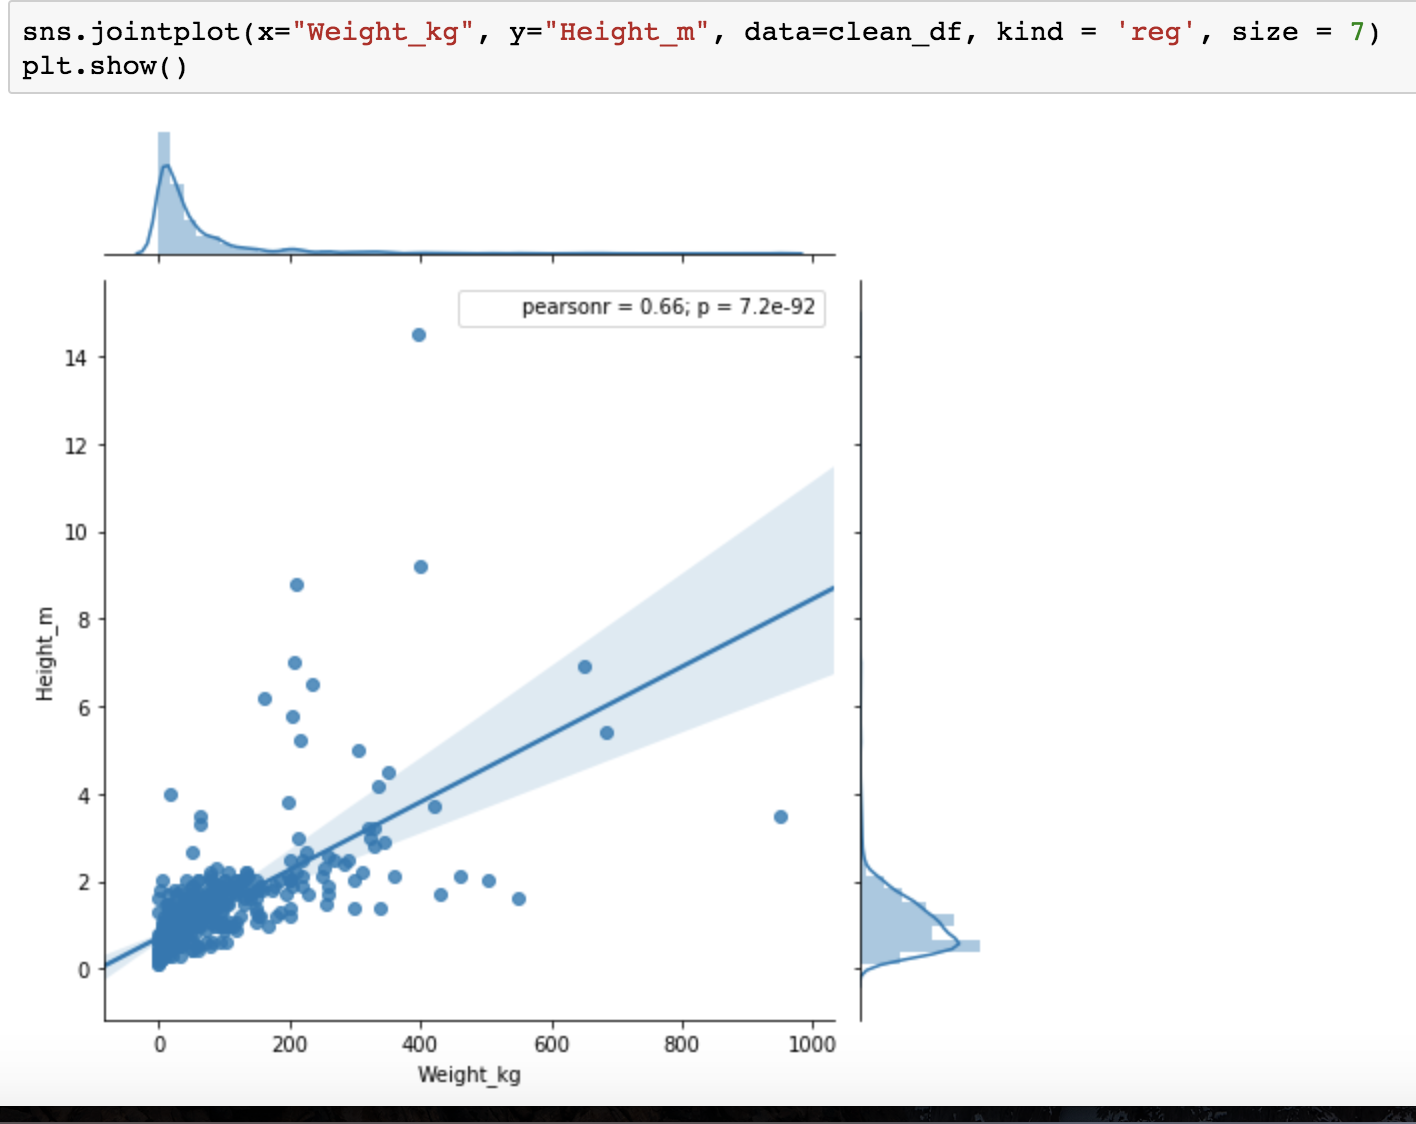 sns.jointplot(x="Weight_kg", y="Height_m", data=clean_df, kind = 'reg', size = 7)
plt.show()
pearsonr = 0.66; p = 7.2e-92
14
12
10
8
6
4
2
0
Height_m
0 200 400 600 800 1000
Weight_kg